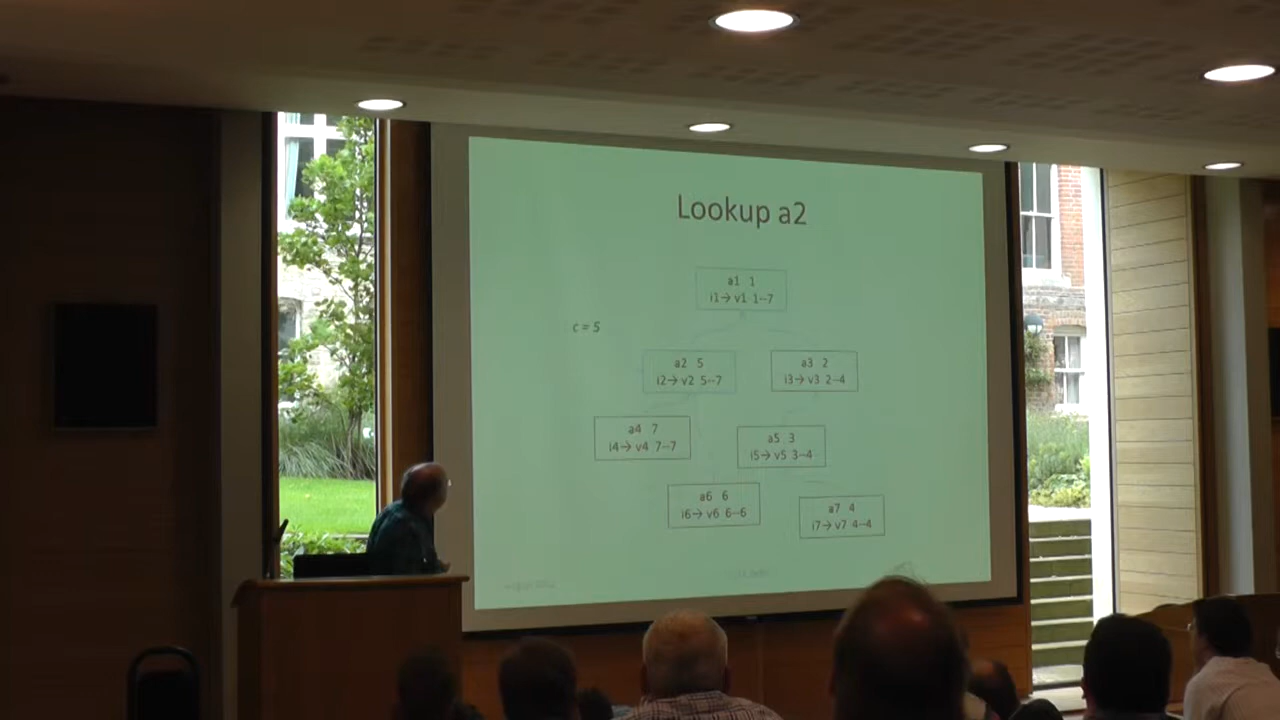 Lookup a2
a1 1
i1→ v1 1--7
c = 5
a2 5
i2→ v2 5--7
a3 2
i3→ v3 2--4
a4 7
i4→ v4 7--7
a5 3
i5→ v5 3--4
a6 6
i6→ v6 6--6
a7 4
i7→ v7 4--4